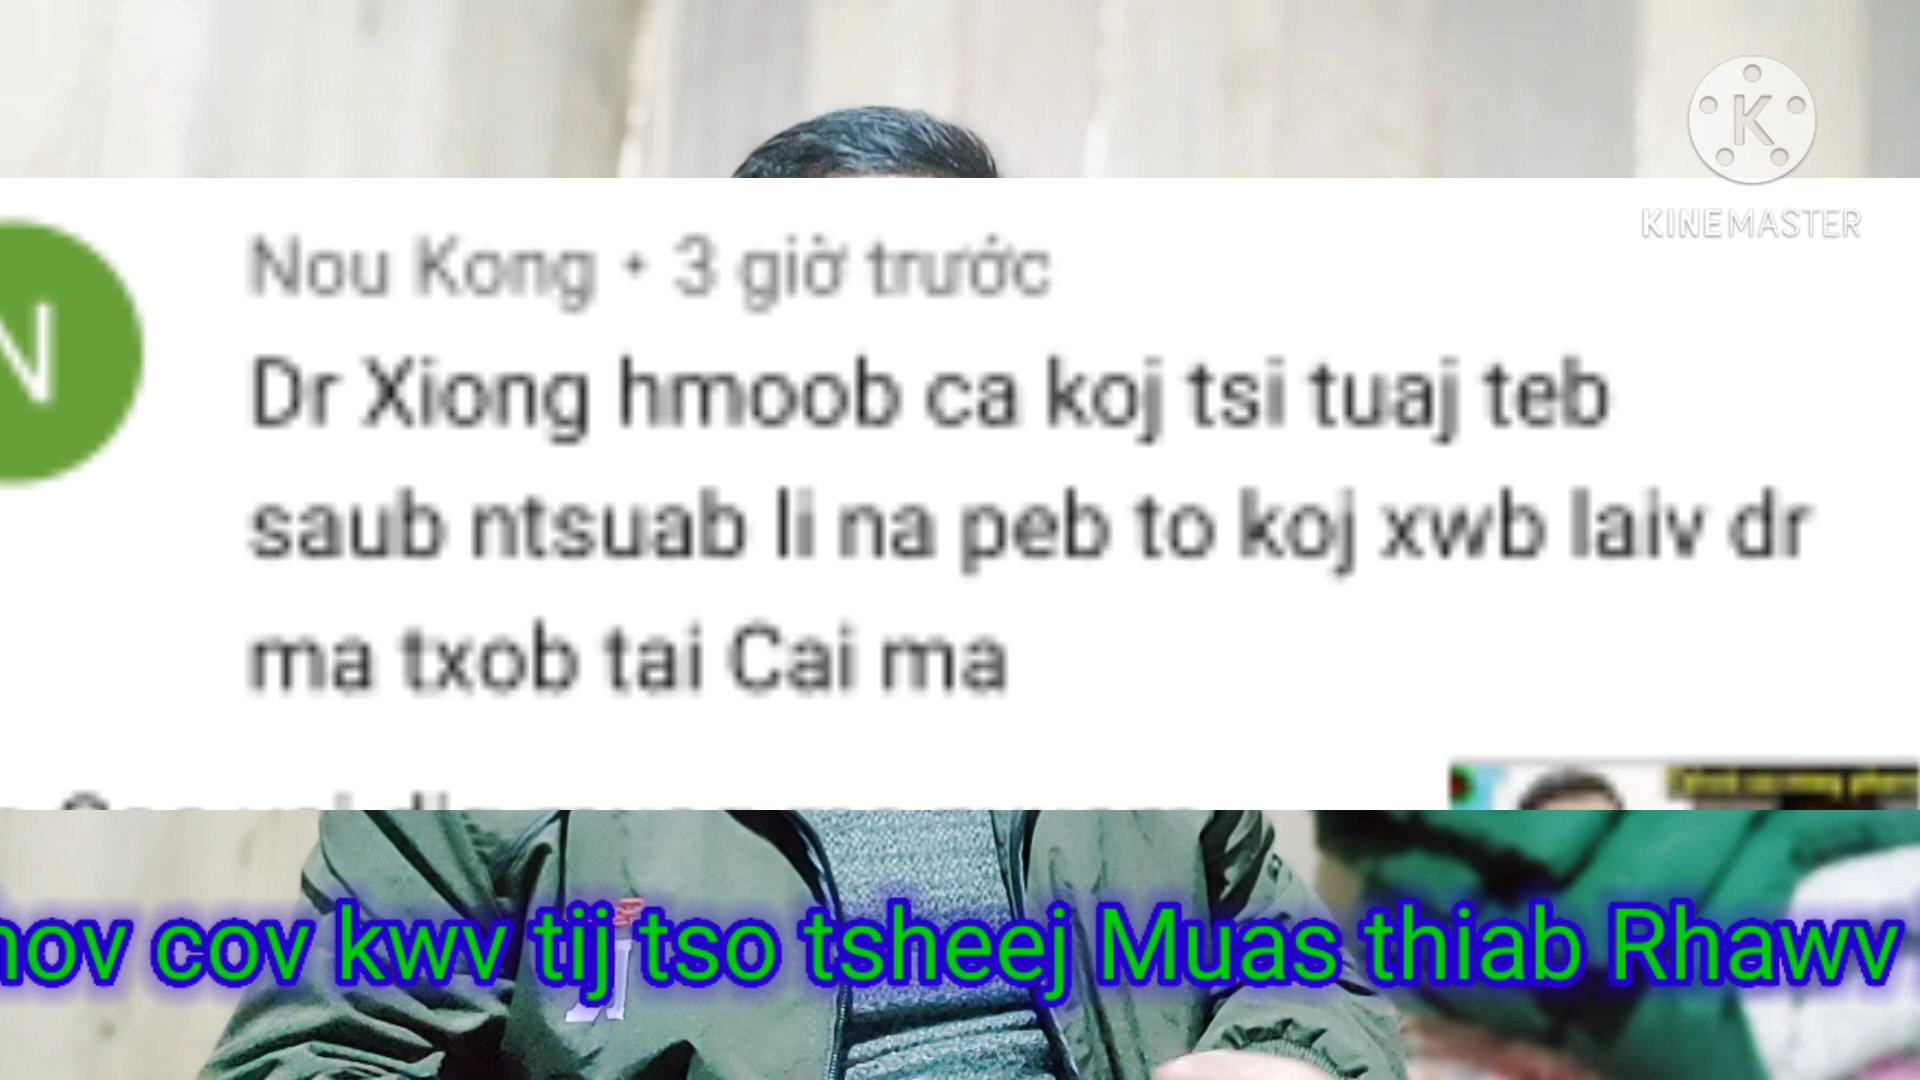 K
KINEMASTER
N
Nou Kong • 3 giờ trước
Dr Xiong hmoob ca koj tsi tuaj teb
saub ntsuab li na peb to koj xwb laiv dr
ma txob tai Cai ma
cov kwv tij tso tsheej Muas thiab Rhawv